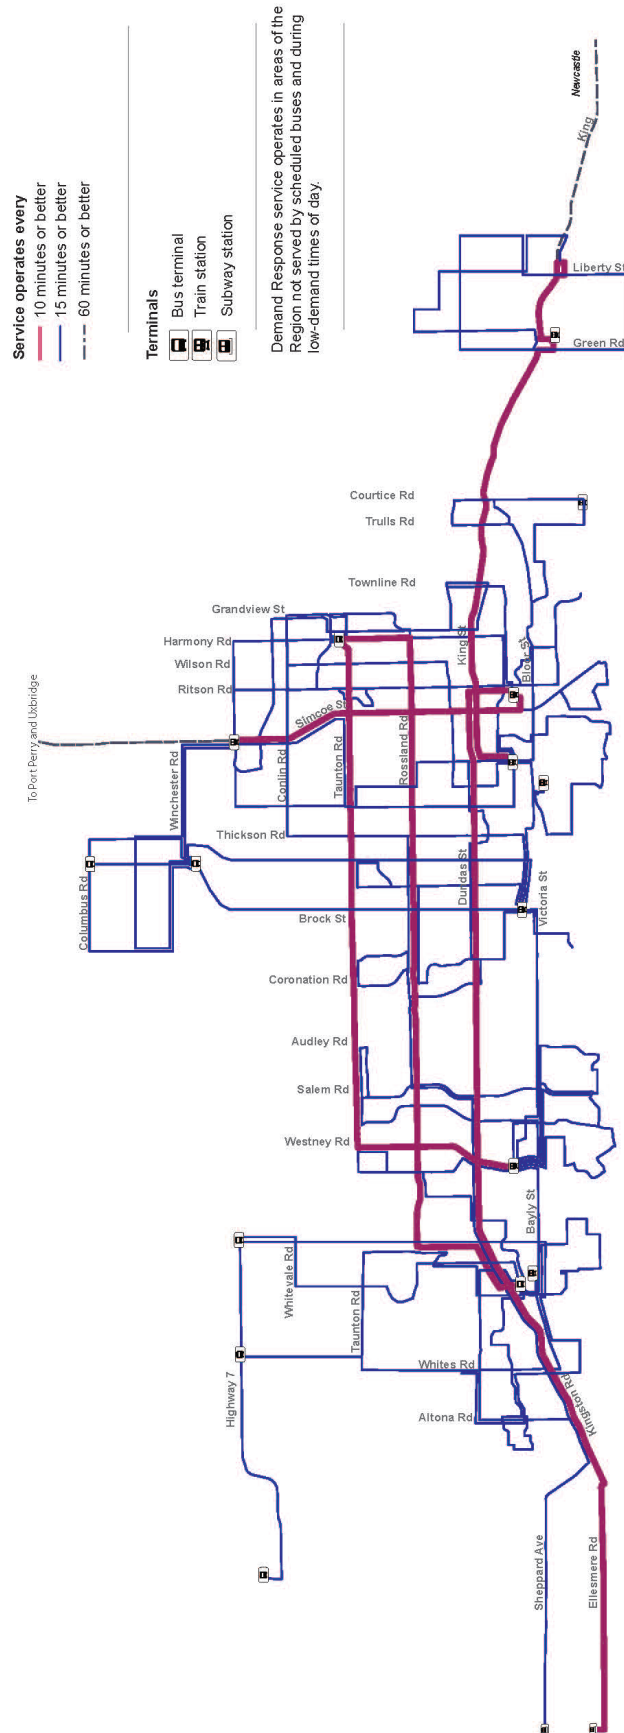 Service operates every
10 minutes or better
15 minutes or better
60 minutes or better
Terminals
Bus terminal
Train station
Subway station
Demand Response service operates in areas of the
Region not served by scheduled buses and during
low-demand times of day.
To Port Perry and Uxbridge
Newcastle
King
Liberty St
Green Rd
Courtice Rd
Trulls Rd
Townline Rd
Grandview St
Harmony Rd
Wilson Rd
Ritson Rd
Simcoe St
King St
Bloor St
Winchester Rd
Conlin Rd
Taunton Rd
Rossland Rd
Thickson Rd
Columbus Rd
Dundas St
Victoria St
Brock St
Coronation Rd
Audley Rd
Salem Rd
Westney Rd
Bayly St
Whitevale Rd
Taunton Rd
Highway 7
Whites Rd
Altona Rd
Kingston Rd
Sheppard Ave
Ellesmere Rd